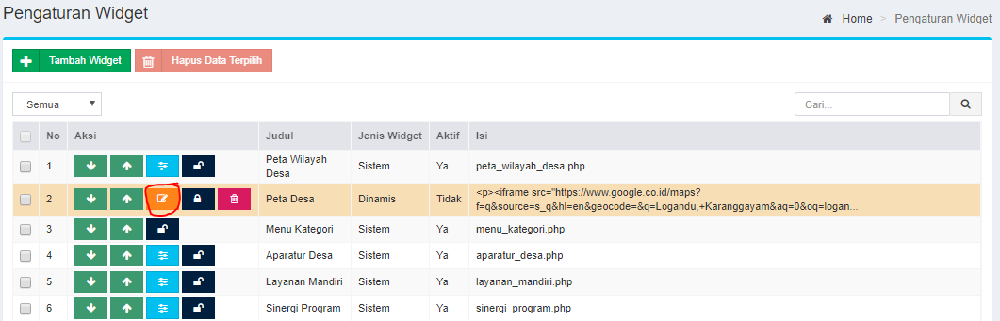 Pengaturan Widget
Home > Pengaturan Widget
Tambah Widget Hapus Data Terpilih
Semua Cari...
No Aksi Judul Jenis Widget Aktif Isi
1 Peta Wilayah Desa Sistem Ya peta_wilayah_desa.php
2 Peta Desa Dinamis Tidak <p><iframe src="https://www.google.co.id/maps?
f=q&source=s_q&hl=en&geocode=&q=Logandu,+Karanggayam&aq=0&oq=logan...
3 Menu Kategori Sistem Ya menu_kategori.php
4 Aparatur Desa Sistem Ya aparatur_desa.php
5 Layanan Mandiri Sistem Ya layanan_mandiri.php
6 Sinergi Program Sistem Ya sinergi_program.php